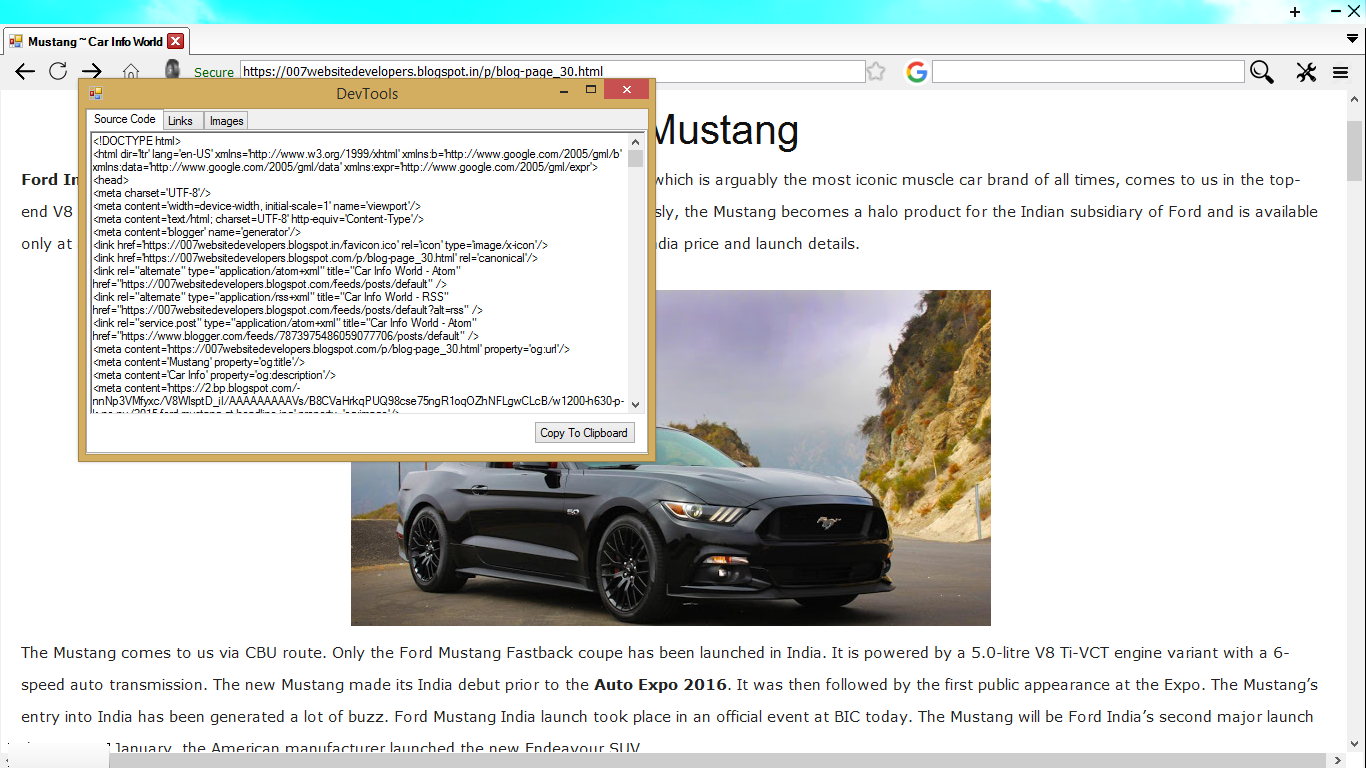 Mustang ~ Car Info World
Secure
https://007websitedevelopers.blogspot.in/p/blog-page_30.html
DevTools
Source Code Links Images
<!DOCTYPE html>
<html dir='ltr' lang='en-US' xmlns='http://www.w3.org/1999/xhtml' xmlns:b='http://www.google.com/2005/gml/b'
xmlns:data='http://www.google.com/2005/gml/data' xmlns:expr='http://www.google.com/2005/gml/expr'>
<head>
<meta charset='UTF-8'/>
<meta content='width=device-width, initial-scale=1' name='viewport'/>
<meta content='text/html; charset=UTF-8' http-equiv='Content-Type'/>
<meta content='blogger' name='generator'/>
<link href='https://007websitedevelopers.blogspot.in/favicon.ico' rel='icon' type='image/x-icon'/>
<link href='https://007websitedevelopers.blogspot.com/p/blog-page_30.html' rel='canonical'/>
<link rel="alternate" type="application/atom+xml" title="Car Info World - Atom"
href="https://007websitedevelopers.blogspot.com/feeds/posts/default" />
<link rel="alternate" type="application/rss+xml" title="Car Info World - RSS"
href="https://007websitedevelopers.blogspot.com/feeds/posts/default?alt=rss" />
<link rel="service.post" type="application/atom+xml" title="Car Info World - Atom"
href="https://www.blogger.com/feeds/7873975486059077706/posts/default" />
<meta content='https://007websitedevelopers.blogspot.com/p/blog-page_30.html' property='og:url'/>
<meta content='Mustang' property='og:title'/>
<meta content='Car Info' property='og:description'/>
<meta content='https://2.bp.blogspot.com/-
Copy To Clipboard
Mustang
Ford In
which is arguably the most iconic muscle car brand of all times, comes to us in the top-
end V8
sly, the Mustang becomes a halo product for the Indian subsidiary of Ford and is available
only at
dia price and launch details.
5.0
The Mustang comes to us via CBU route. Only the Ford Mustang Fastback coupe has been launched in India. It is powered by a 5.0-litre V8 Ti-VCT engine variant with a 6-
speed auto transmission. The new Mustang made its India debut prior to the Auto Expo 2016. It was then followed by the first public appearance at the Expo. The Mustang's
entry into India has been generated a lot of buzz. Ford Mustang India launch took place in an official event at BIC today. The Mustang will be Ford India's second major launch
January, the American manufacturer launched the new Endeavour SUV.